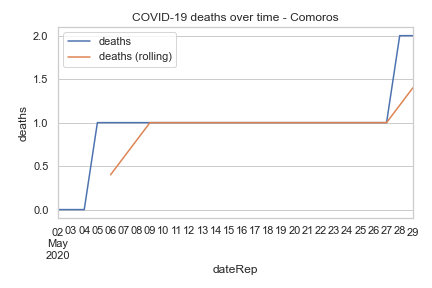 COVID-19 deaths over time - Comoros
deaths
deaths (rolling)
2.0
1.5
1.0
0.5
0.0
deaths
02 03 04 05 06 07 08 09 10 11 12 13 14 15 16 17 18 19 20 21 22 23 24 25 26 27 28 29
May
2020
dateRep